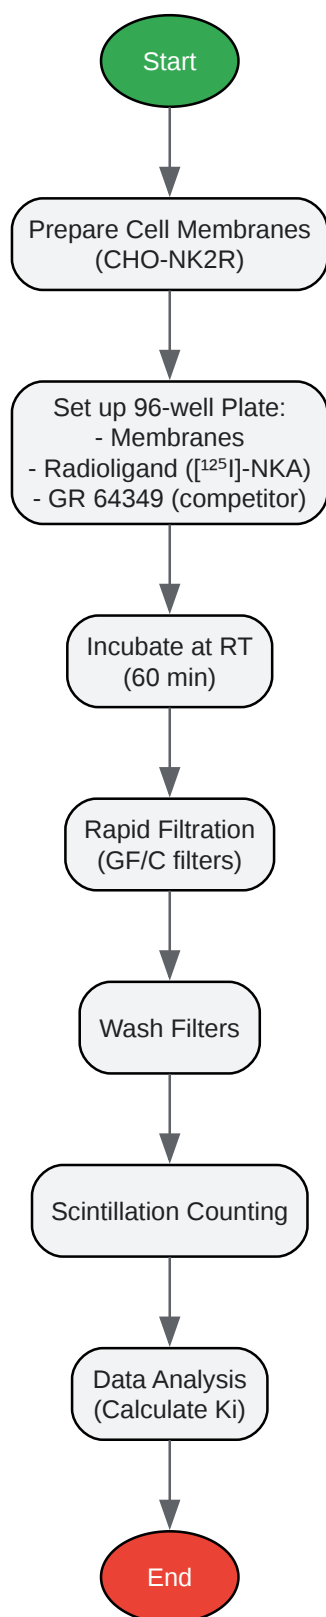 Start
Prepare Cell Membranes
(CHO-NK2R)
Set up 96-well Plate:
- Membranes
- Radioligand ([¹²⁵I]-NKA)
- GR 64349 (competitor)
Incubate at RT
(60 min)
Rapid Filtration
(GF/C filters)
Wash Filters
Scintillation Counting
Data Analysis
(Calculate Ki)
End